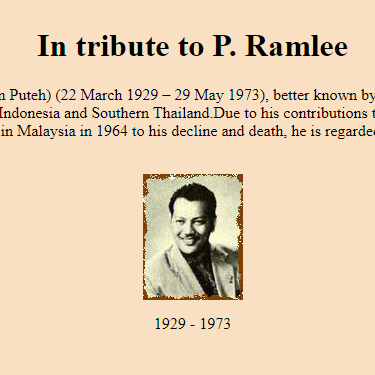 In tribute to P. Ramlee
n Puteh) (22 March 1929 – 29 May 1973), better known by
Indonesia and Southern Thailand.Due to his contributions t
in Malaysia in 1964 to his decline and death, he is regarde
1929 - 1973